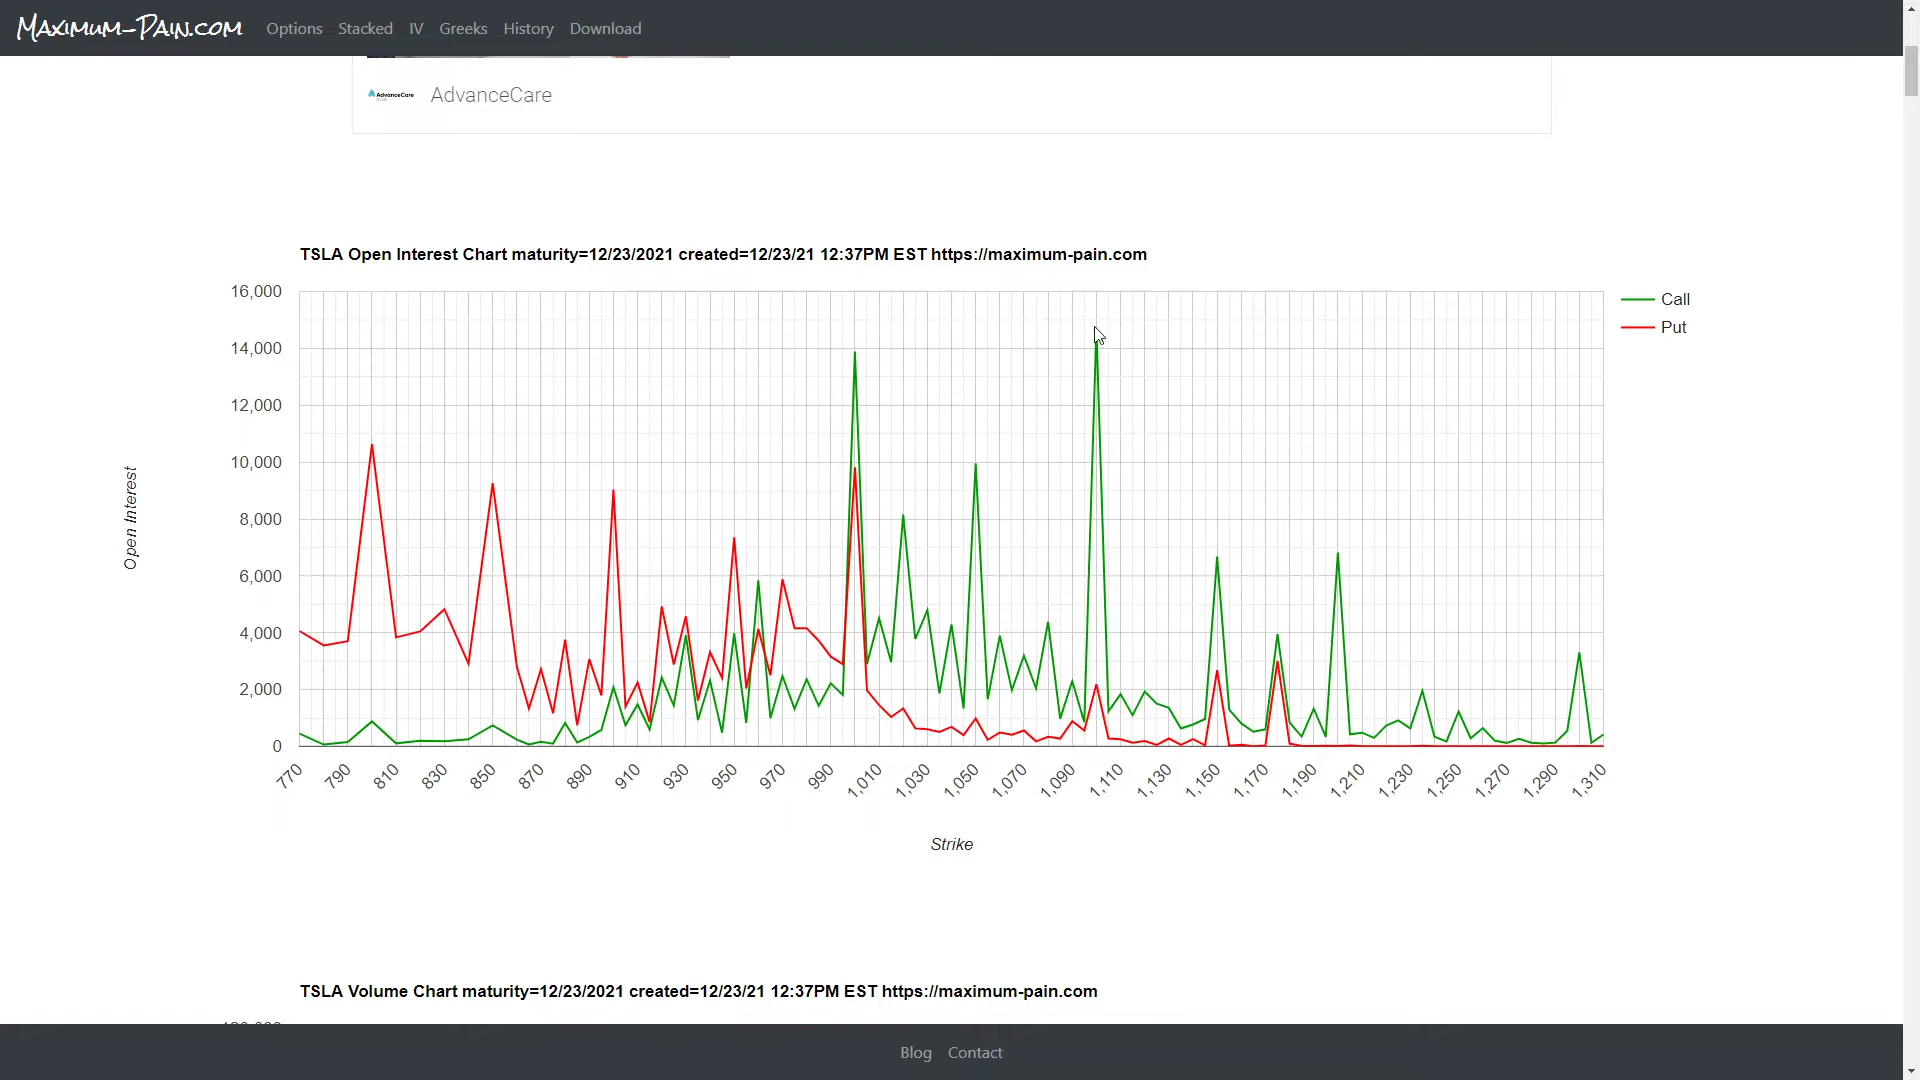 Maximum-Pain.com Options Stacked IV Greeks History Download
AdvanceCare AdvanceCare
TSLA Open Interest Chart maturity=12/23/2021 created=12/23/21 12:37PM EST https://maximum-pain.com
16,000
14,000
12,000
10,000
8,000
6,000
4,000
2,000
0
Open Interest
Call
Put
770 790 810 830 850 870 890 910 930 950 970 990 1,010 1,030 1,050 1,070 1,090 1,110 1,130 1,150 1,170 1,190 1,210 1,230 1,250 1,270 1,290 1,310
Strike
TSLA Volume Chart maturity=12/23/2021 created=12/23/21 12:37PM EST https://maximum-pain.com
Blog Contact